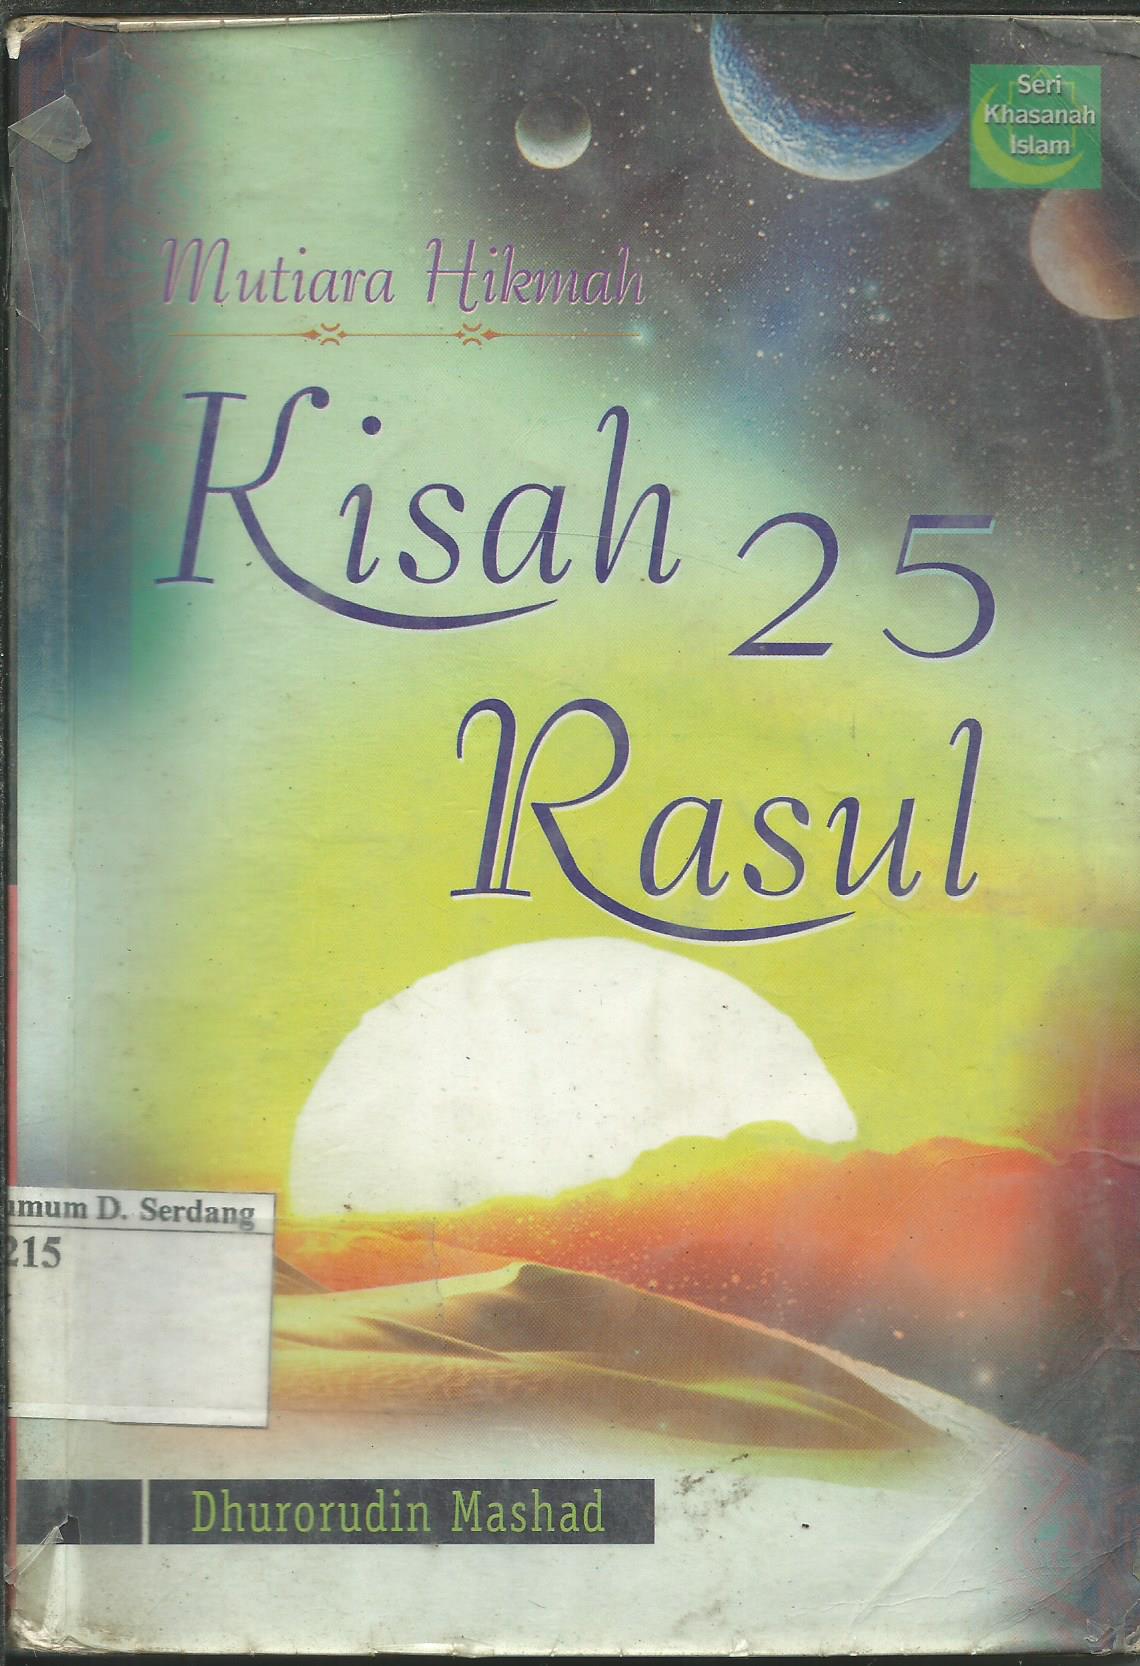 Seri
Khasanah
Islam
Mutiara Hikmah
Kisah 25
Rasul
umum D. Serdang
215
Dhurorudin Mashad